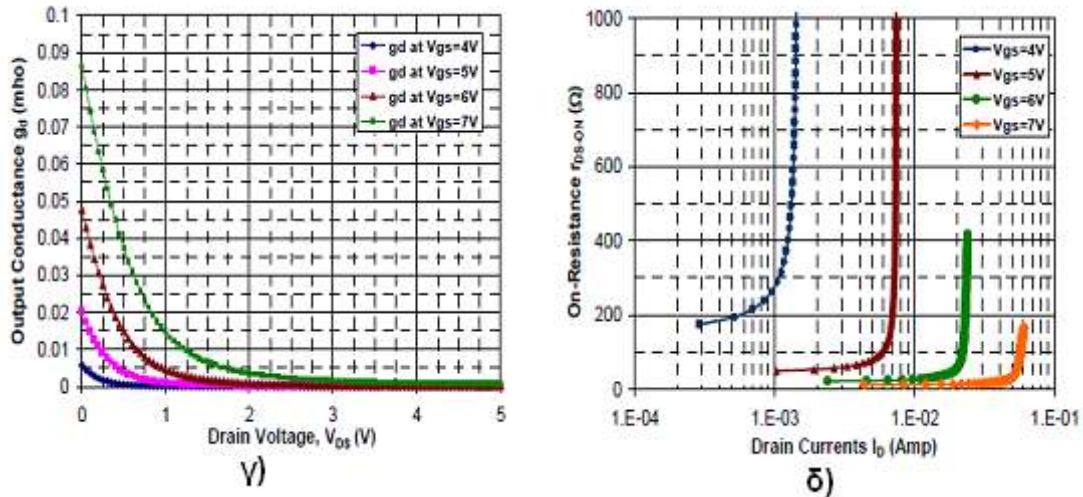 0.1
0.09
0.08
0.07
0.06
0.05
0.04
0.03
0.02
0.01
0
Output Conductance gd (mho)
gd at Vgs=4V
gd at Vgs=5V
gd at Vgs=6V
gd at Vgs=7V
0 1 2 3 4 5
Drain Voltage, VDS (V)
γ)
1000
800
600
400
200
0
On-Resistance rDS-ON (Ω)
Vgs=4V
Vgs=5V
Vgs=6V
Vgs=7V
1.E-04 1.E-03 1.E-02 1.E-01
Drain Currents ID (Amp)
δ)